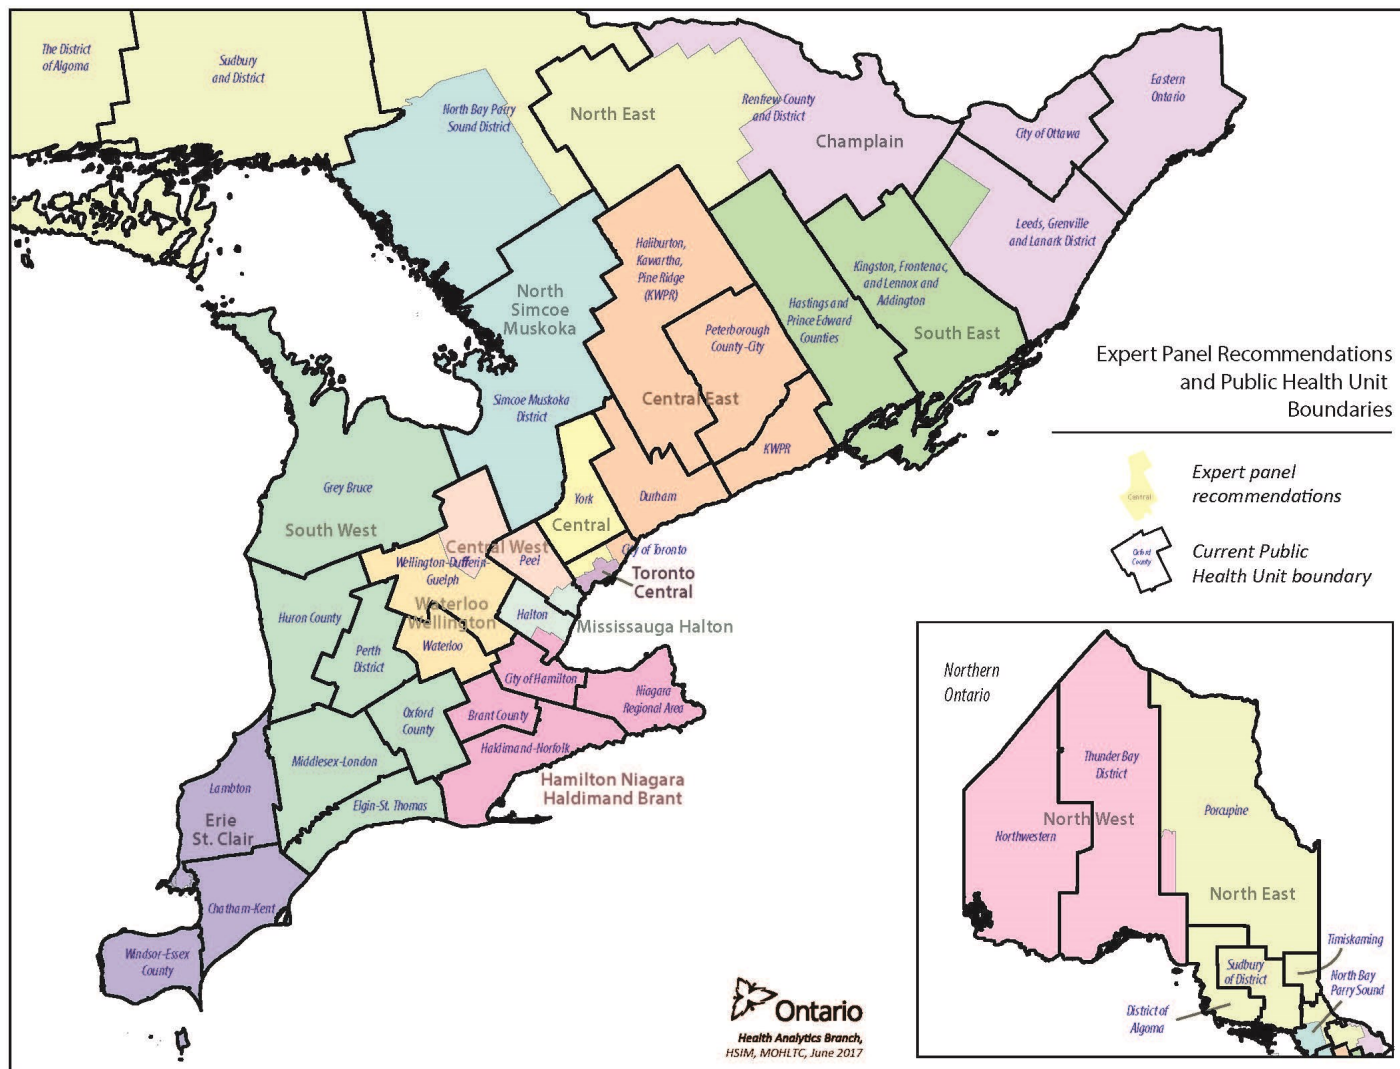 The District
of Algoma
Sudbury
and District
North Bay Parry
Sound District
North East
Renfrew County
and District
Champlain
City of Ottawa
Eastern
Ontario
Leeds, Grenville
and Lanark District
Haliburton,
Kawartha,
Pine Ridge
(KWPR)
Kingston, Frontenac,
and Lennox and
Addington
Hastings and
Prince Edward
Counties
South East
North
Simcoe
Muskoka
Peterborough
County-City
Central East
Simcoe Muskoka
District
KWPR
Durham
York
Central
Grey Bruce
South West
Central West
City of Toronto
Peel
Wellington-Dufferin-
Guelph
Toronto
Central
Waterloo
Wellington
Halton
Mississauga Halton
Huron County
Perth
District
Waterloo
City of Hamilton
Niagara
Regional Area
Oxford
County
Brant County
Haldimand-Norfolk
Middlesex-London
Hamilton Niagara
Haldimand Brant
Lambton
Elgin-St. Thomas
Erie
St. Clair
Chatham-Kent
Windsor-Essex
County
Expert Panel Recommendations
and Public Health Unit
Boundaries
Central
Expert panel
recommendations
Oxford
County
Current Public
Health Unit boundary
Northern
Ontario
Thunder Bay
District
North West
Northwestern
Porcupine
North East
Timiskaming
Sudbury
of District
North Bay
Parry Sound
District of
Algoma
Ontario
Health Analytics Branch,
HSIM, MOHLTC, June 2017